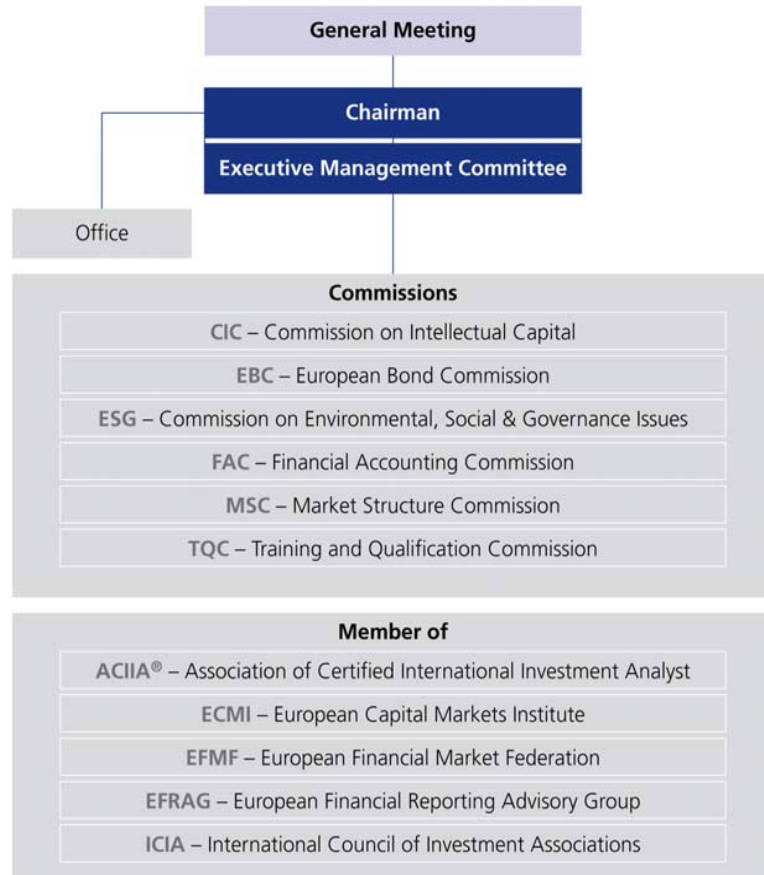 General Meeting
Chairman
Executive Management Committee
Office
Commissions
CIC – Commission on Intellectual Capital
EBC – European Bond Commission
ESG – Commission on Environmental, Social & Governance Issues
FAC – Financial Accounting Commission
MSC – Market Structure Commission
TQC – Training and Qualification Commission
Member of
ACIIA® – Association of Certified International Investment Analyst
ECMI – European Capital Markets Institute
EFMF – European Financial Market Federation
EFRAG – European Financial Reporting Advisory Group
ICIA – International Council of Investment Associations